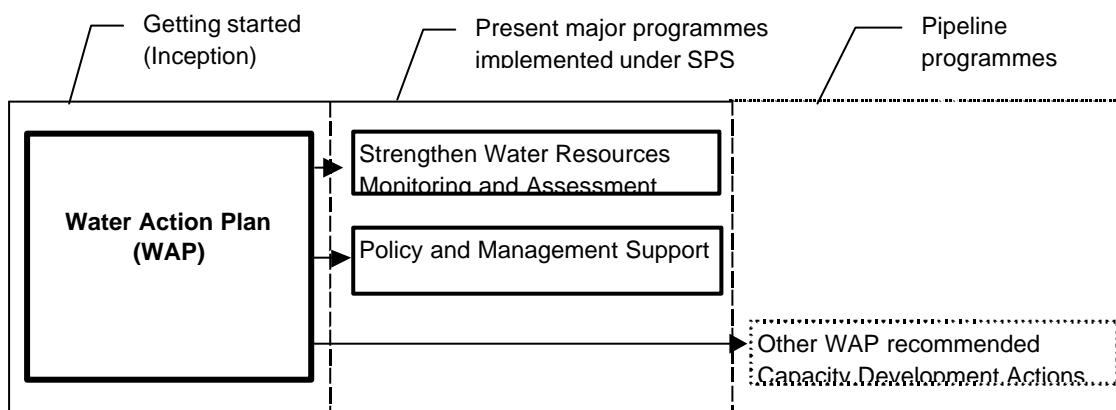 Getting started
(Inception)
Present major programmes
implemented under SPS
Pipeline
programmes
Water Action Plan
(WAP)
Strengthen Water Resources
Monitoring and Assessment
Policy and Management Support
Other WAP recommended
Capacity Development Actions